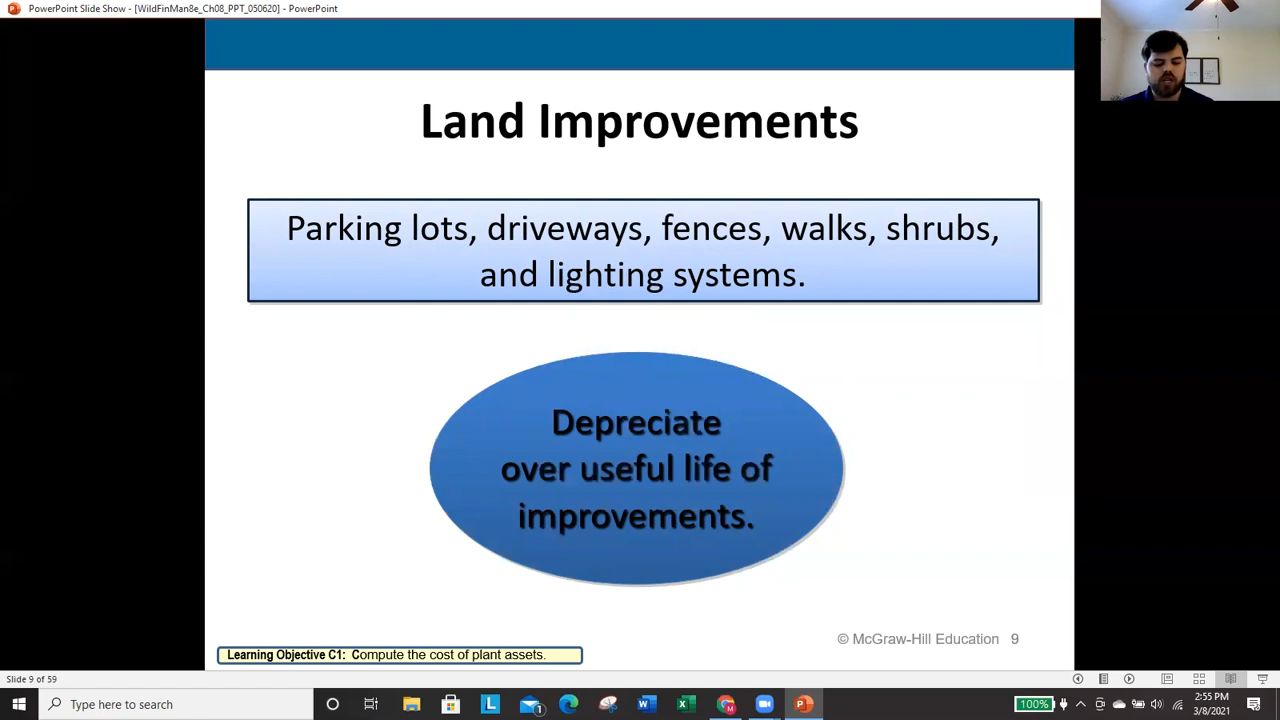 PowerPoint Slide Show - [WildFinMan8e_Ch08_PPT_050620] - PowerPoint
Land Improvements
Parking lots, driveways, fences, walks, shrubs,
and lighting systems.
Depreciate
over useful life of
improvements.
© McGraw-Hill Education 9
Learning Objective C1: Compute the cost of plant assets.
Slide 9 of 59
Type here to search
100%
2:55 PM
3/8/2021